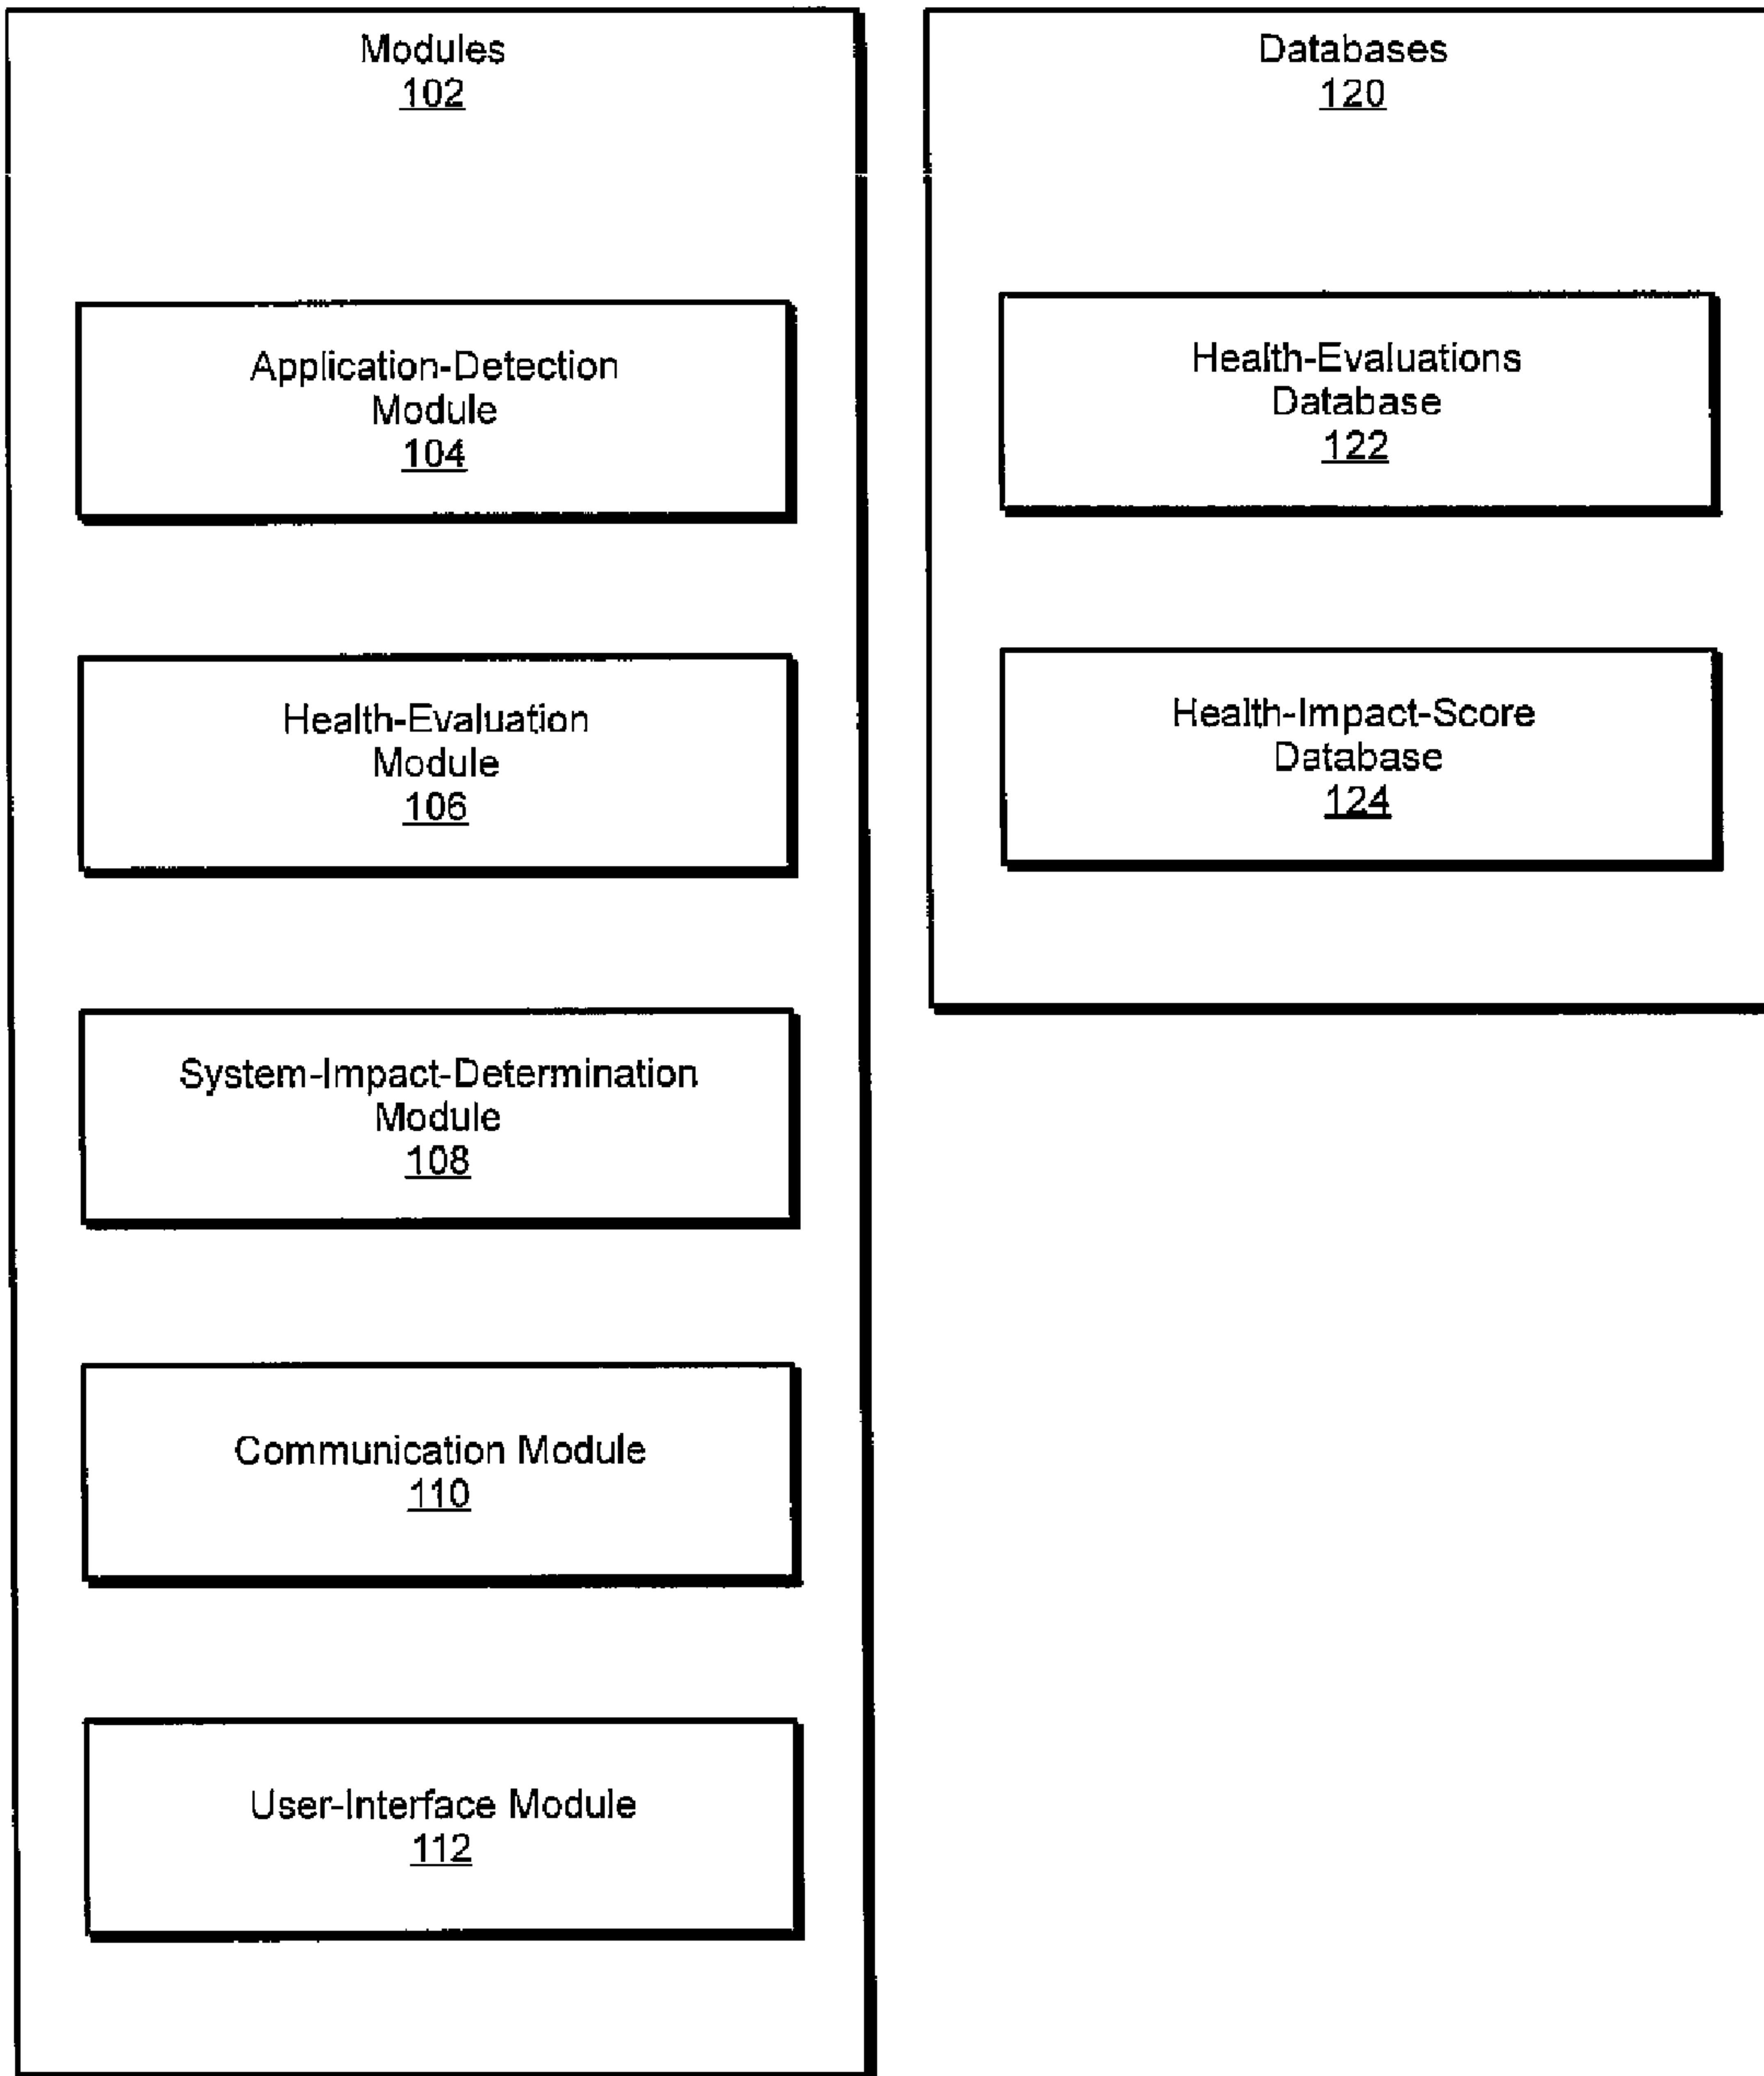 Modules
102
Application-Detection
Module
104
Health-Evaluation
Module
106
System-Impact-Determination
Module
108
Communication Module
110
User-Interface Module
112
Databases
120
Health-Evaluations
Database
122
Health-Impact-Score
Database
124